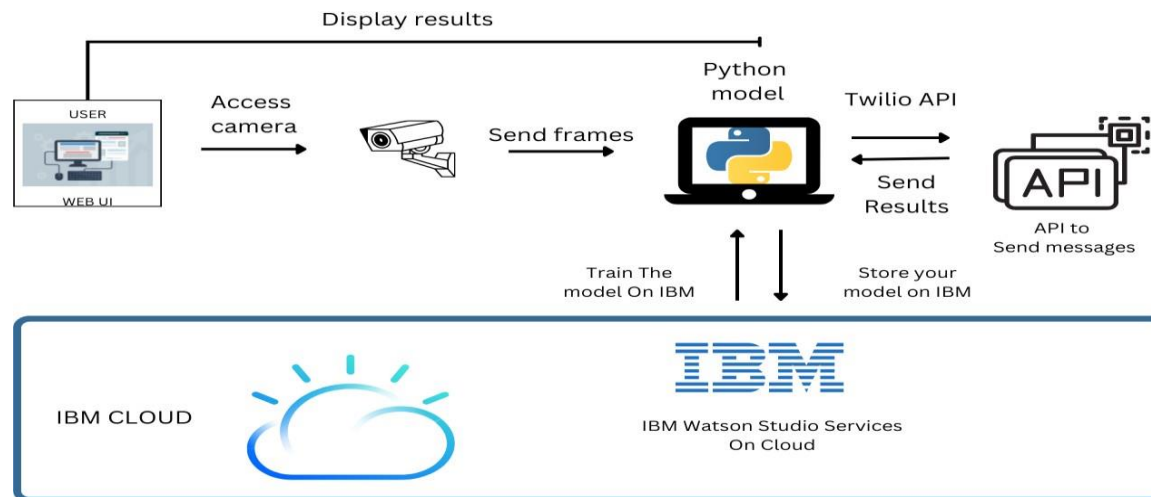 Display results
USER
WEB UI
Access
camera
Send frames
Python
model
Twilio API
Send
Results
API
API to
Send messages
Train The
model On IBM
Store your
model on IBM
IBM CLOUD
IBM
IBM Watson Studio Services
On Cloud